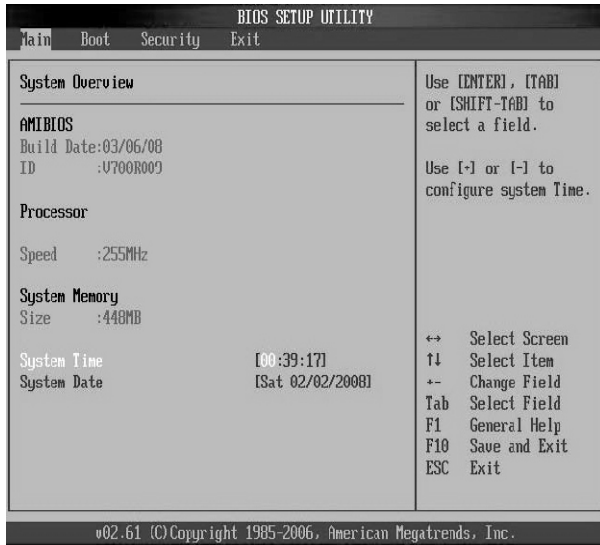 BIOS SETUP UTILITY
Main Boot Security Exit
System Overview
AMIBIOS
Build Date:03/06/08
ID :V700R009
Processor
Speed :255MHz
System Memory
Size :448MB
System Time [00:39:17]
System Date [Sat 02/02/2008]
Use [ENTER], [TAB]
or [SHIFT-TAB] to
select a field.
Use [+] or [-] to
configure system Time.
↔ Select Screen
↑↓ Select Item
+- Change Field
Tab Select Field
F1 General Help
F10 Save and Exit
ESC Exit
v02.61 (C)Copyright 1985-2006, American Megatrends, Inc.